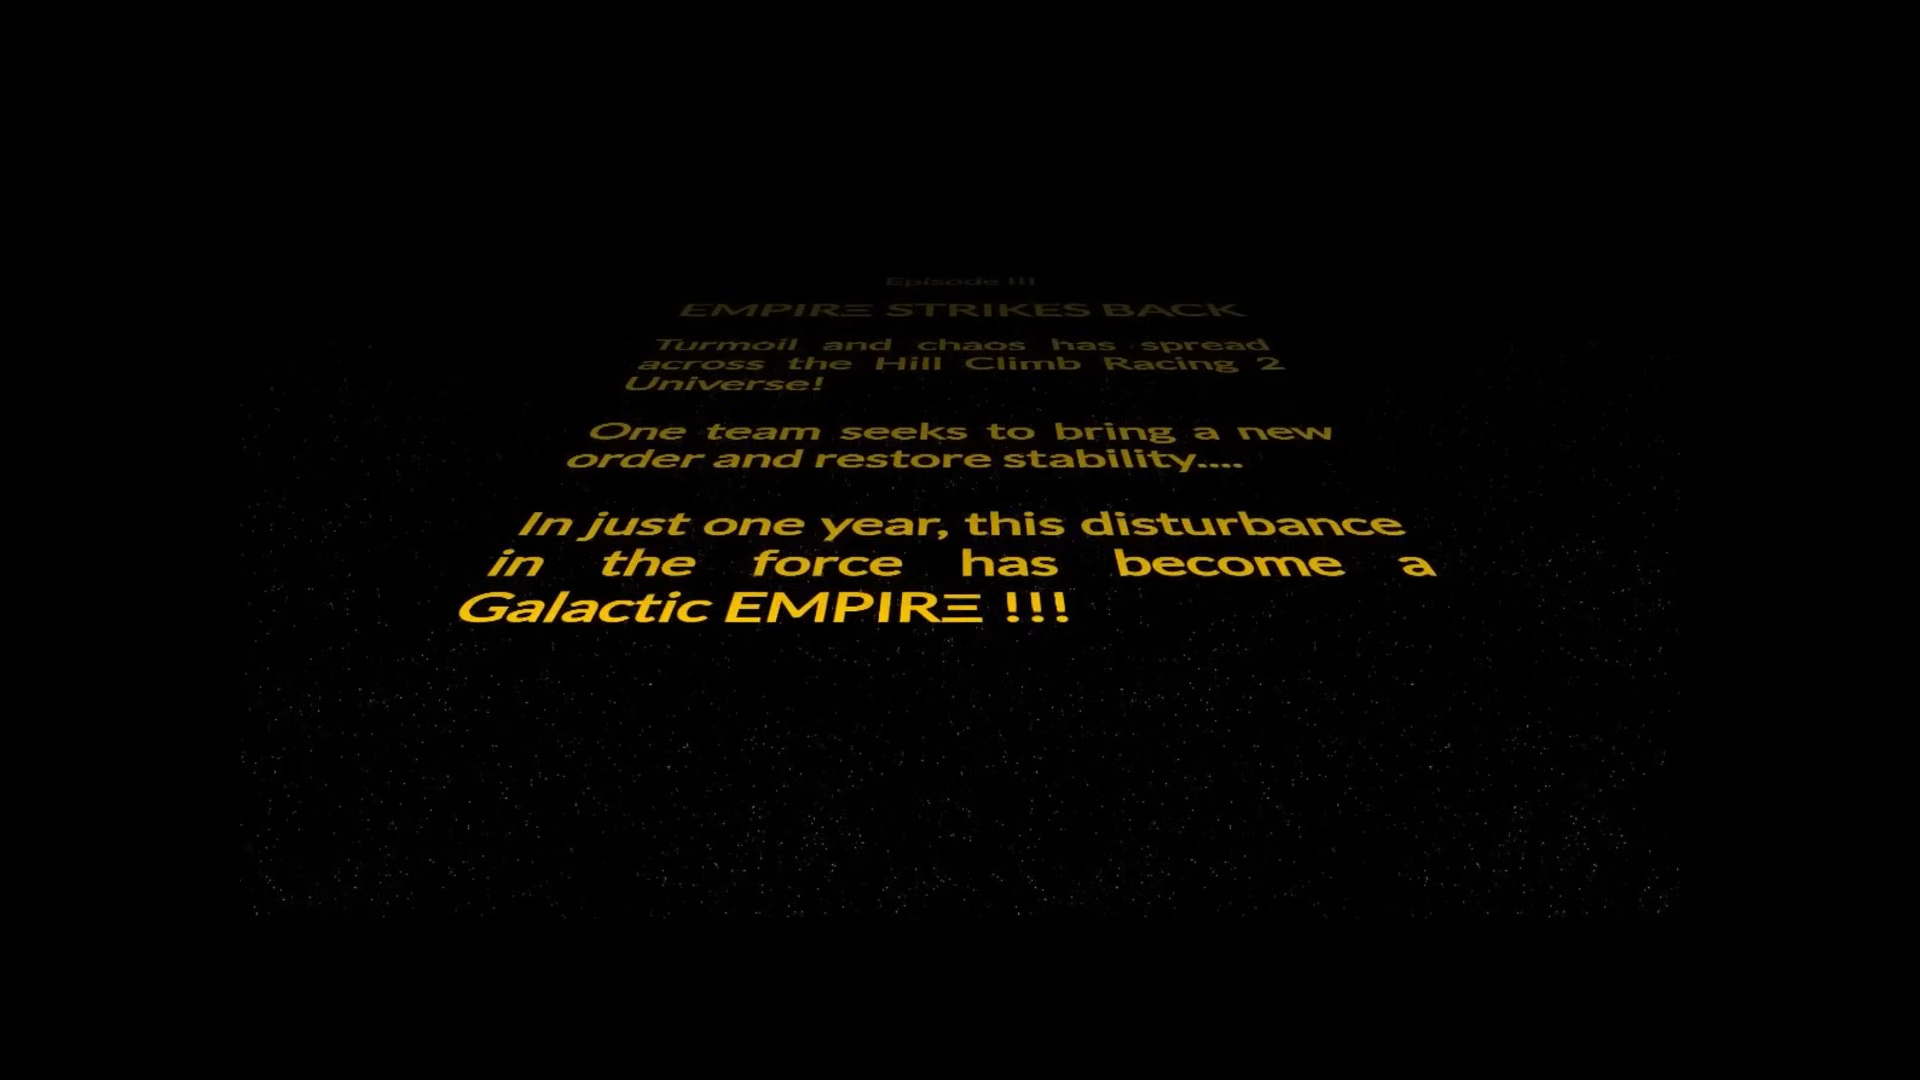 Episode III
EMPIRΞ STRIKES BACK
Turmoil and chaos has spread
across the Hill Climb Racing 2
Universe!
One team seeks to bring a new
order and restore stability....
In just one year, this disturbance
in the force has become a
Galactic EMPIRΞ !!!